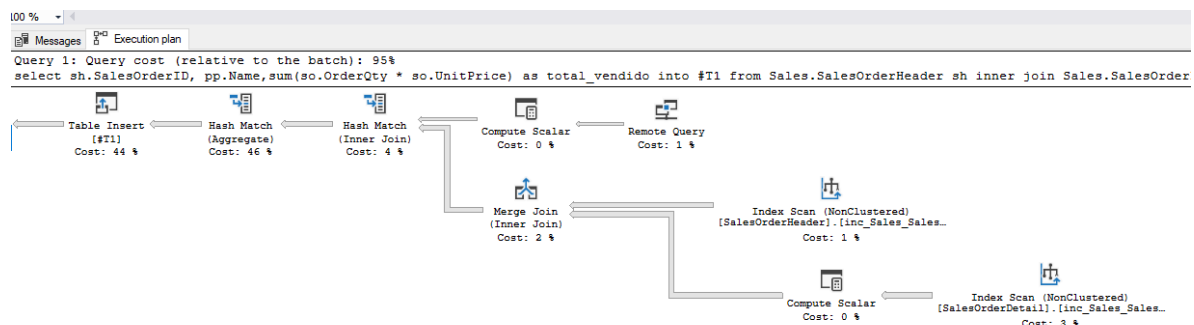 100 %
Messages Execution plan
Query 1: Query cost (relative to the batch): 95%
select sh.SalesOrderID, pp.Name,sum(so.OrderQty * so.UnitPrice) as total_vendido into #T1 from Sales.SalesOrderHeader sh inner join Sales.SalesOrder
Table Insert
[#T1]
Cost: 44 %
Hash Match
(Aggregate)
Cost: 46 %
Hash Match
(Inner Join)
Cost: 4 %
Compute Scalar
Cost: 0 %
Remote Query
Cost: 1 %
Merge Join
(Inner Join)
Cost: 2 %
Index Scan (NonClustered)
[SalesOrderHeader].[inc_Sales_Sales…
Cost: 1 %
Compute Scalar
Cost: 0 %
Index Scan (NonClustered)
[SalesOrderDetail].[inc_Sales_Sales…
Cost: 3 %